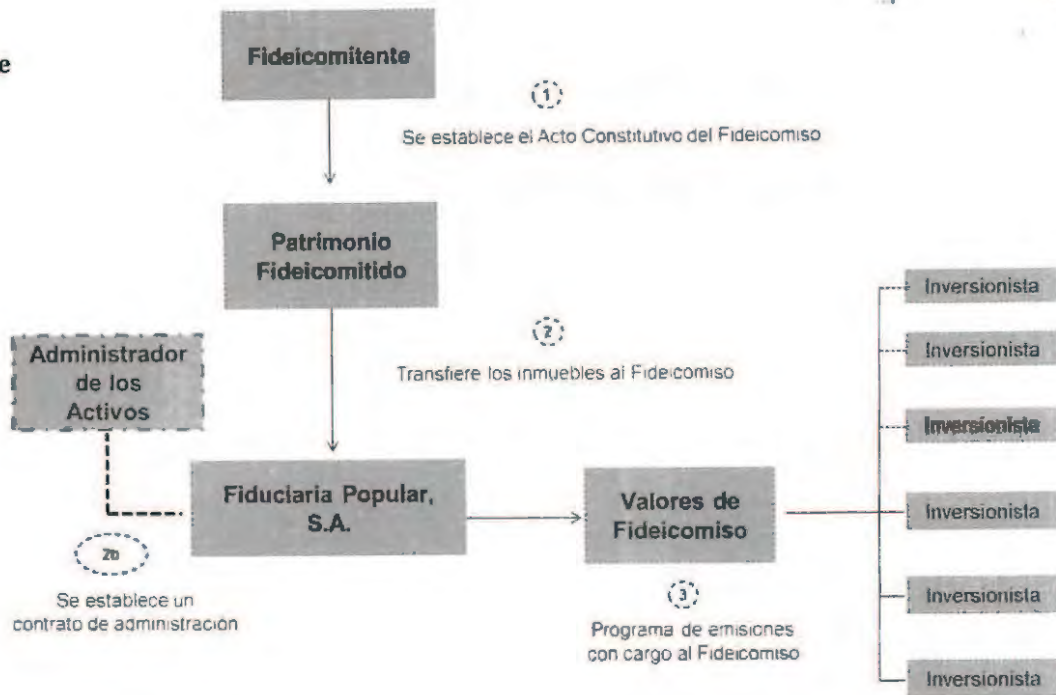 e
Fideicomitente
1
Se establece el Acto Constitutivo del Fideicomiso
Patrimonio
Fideicomitido
2
Transfiere los inmuebles al Fideicomiso
Administrador
de los
Activos
Fiduciaria Popular,
S.A.
2b
Se establece un
contrato de administración
Valores de
Fideicomiso
3
Programa de emisiones
con cargo al Fideicomiso
Inversionista
Inversionista
Inversionista
Inversionista
Inversionista
Inversionista